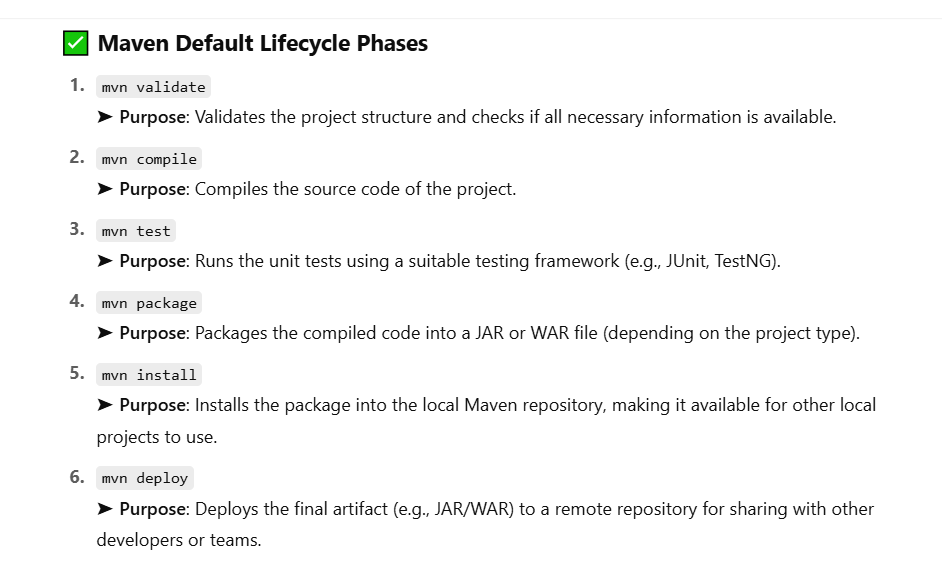 ✅ Maven Default Lifecycle Phases
1. mvn validate
➤ Purpose: Validates the project structure and checks if all necessary information is available.
2. mvn compile
➤ Purpose: Compiles the source code of the project.
3. mvn test
➤ Purpose: Runs the unit tests using a suitable testing framework (e.g., JUnit, TestNG).
4. mvn package
➤ Purpose: Packages the compiled code into a JAR or WAR file (depending on the project type).
5. mvn install
➤ Purpose: Installs the package into the local Maven repository, making it available for other local
projects to use.
6. mvn deploy
➤ Purpose: Deploys the final artifact (e.g., JAR/WAR) to a remote repository for sharing with other
developers or teams.